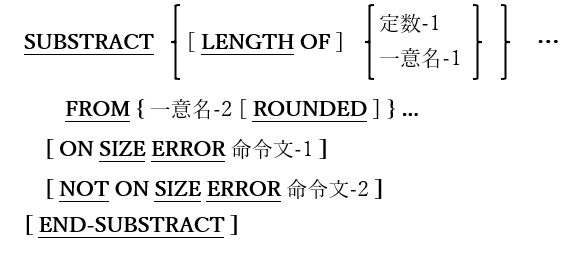 SUBSTRACT { [ LENGTH OF ] { 定数-1 } } …
一意名-1
FROM { 一意名-2 [ ROUNDED ] } ...
[ ON SIZE ERROR 命令文-1 ]
[ NOT ON SIZE ERROR 命令文-2 ]
[ END-SUBSTRACT ]